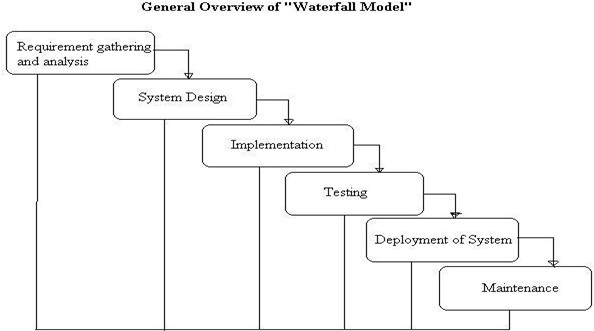 General Overview of "Waterfall Model"
Requirement gathering
and analysis
System Design
Implementation
Testing
Deployment of System
Maintenance